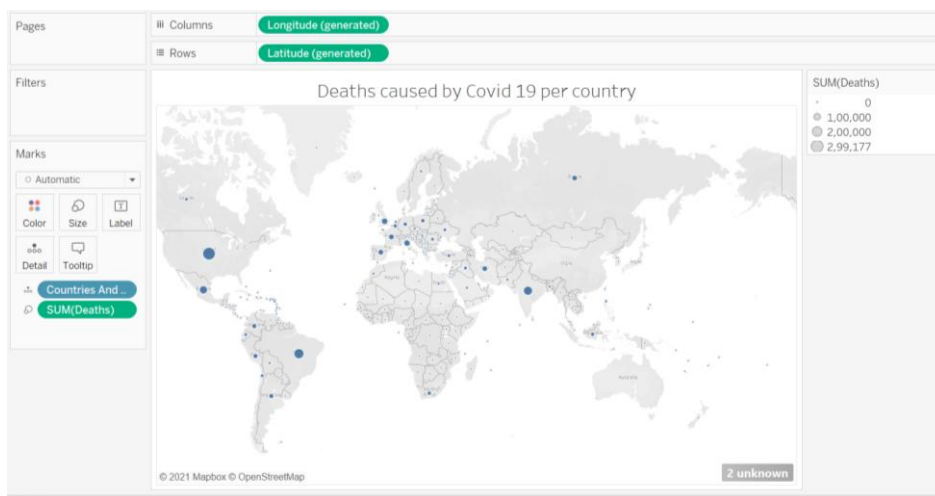 Pages
Columns
Longitude (generated)
Rows
Latitude (generated)
Filters
Marks
Automatic
Color
Size
Label
Detail
Tooltip
Countries And ..
SUM(Deaths)
Deaths caused by Covid 19 per country
© 2021 Mapbox © OpenStreetMap
2 unknown
SUM(Deaths)
0
1,00,000
2,00,000
2,99,177